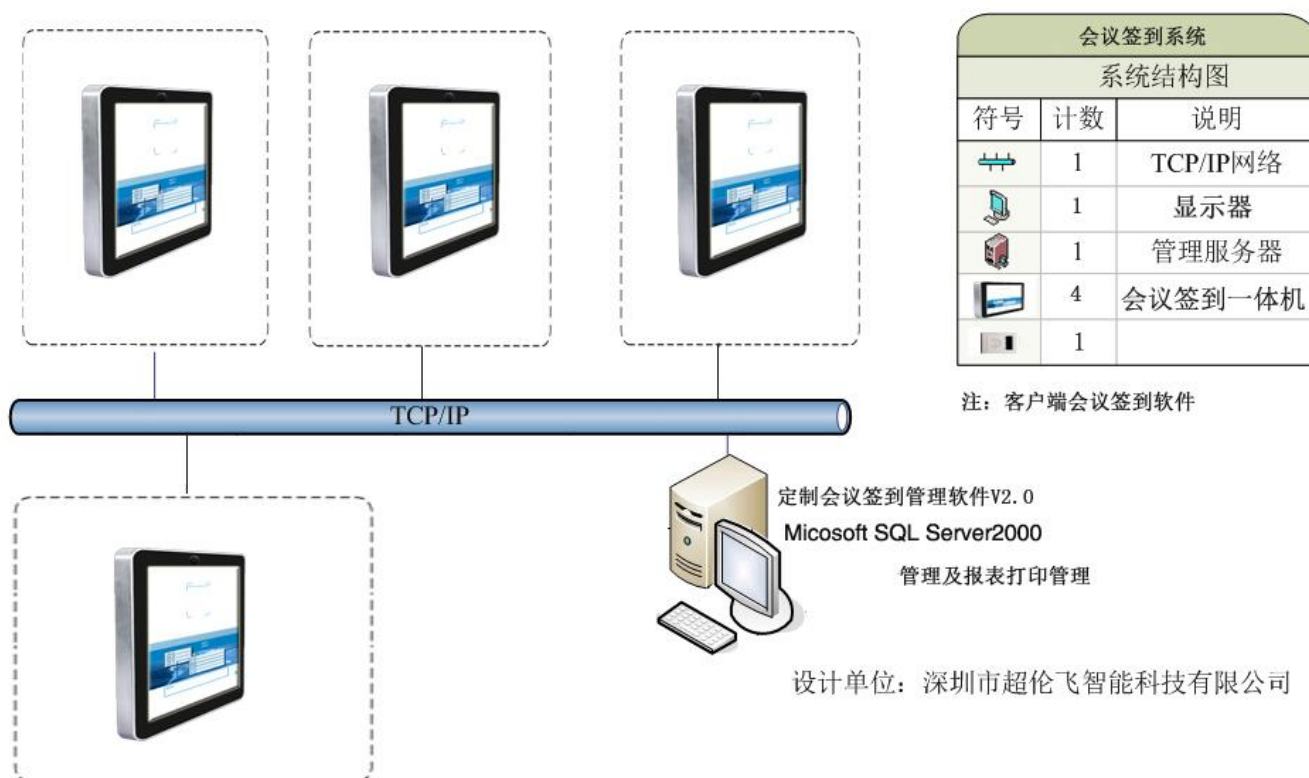 会议签到系统
系统结构图
符号 计数 说明
1 TCP/IP网络
1 显示器
1 管理服务器
4 会议签到一体机
1
注：客户端会议签到软件
TCP/IP
定制会议签到管理软件V2.0
Micosoft SQL Server2000
管理及报表打印管理
设计单位：深圳市超伦飞智能科技有限公司